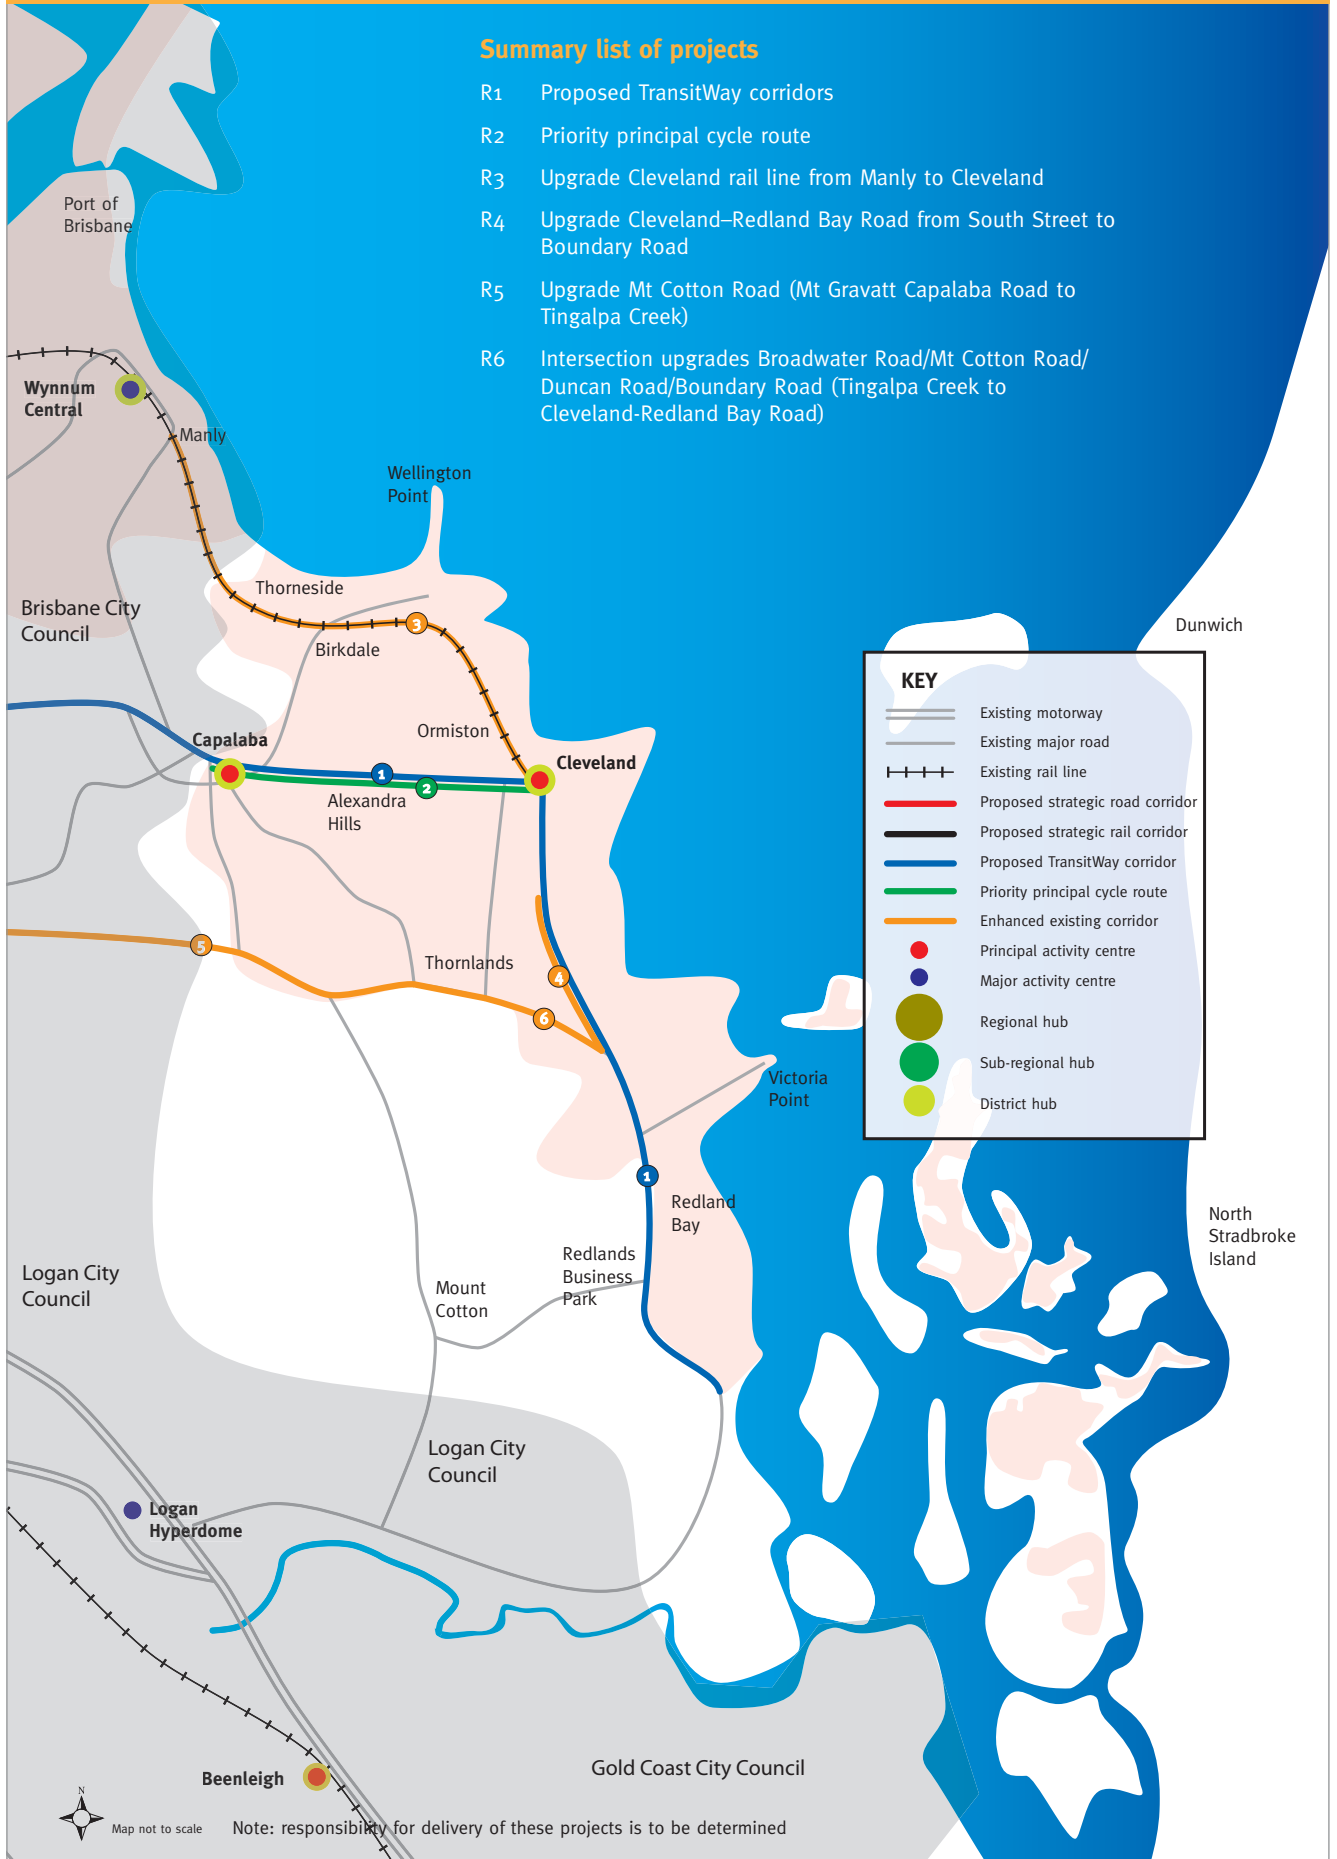 Summary list of projects
R1 Proposed TransitWay corridors
R2 Priority principal cycle route
R3 Upgrade Cleveland rail line from Manly to Cleveland
R4 Upgrade Cleveland–Redland Bay Road from South Street to
Boundary Road
R5 Upgrade Mt Cotton Road (Mt Gravatt Capalaba Road to
Tingalpa Creek)
R6 Intersection upgrades Broadwater Road/Mt Cotton Road/
Duncan Road/Boundary Road (Tingalpa Creek to
Cleveland-Redland Bay Road)
Port of
Brisbane
Wynnum
Central
Manly
Wellington
Point
Thorneside
Brisbane City
Council
3
Birkdale
Dunwich
Ormiston
Capalaba
Cleveland
1
2
Alexandra
Hills
5
Thornlands
4
6
Victoria
Point
1
Redland
Bay
Redlands
Business
Park
Mount
Cotton
Logan City
Council
Logan City
Council
Logan
Hyperdome
North
Stradbroke
Island
KEY
Existing motorway
Existing major road
Existing rail line
Proposed strategic road corridor
Proposed strategic rail corridor
Proposed TransitWay corridor
Priority principal cycle route
Enhanced existing corridor
Principal activity centre
Major activity centre
Regional hub
Sub-regional hub
District hub
Gold Coast City Council
Beenleigh
N
Map not to scale
Note: responsibility for delivery of these projects is to be determined